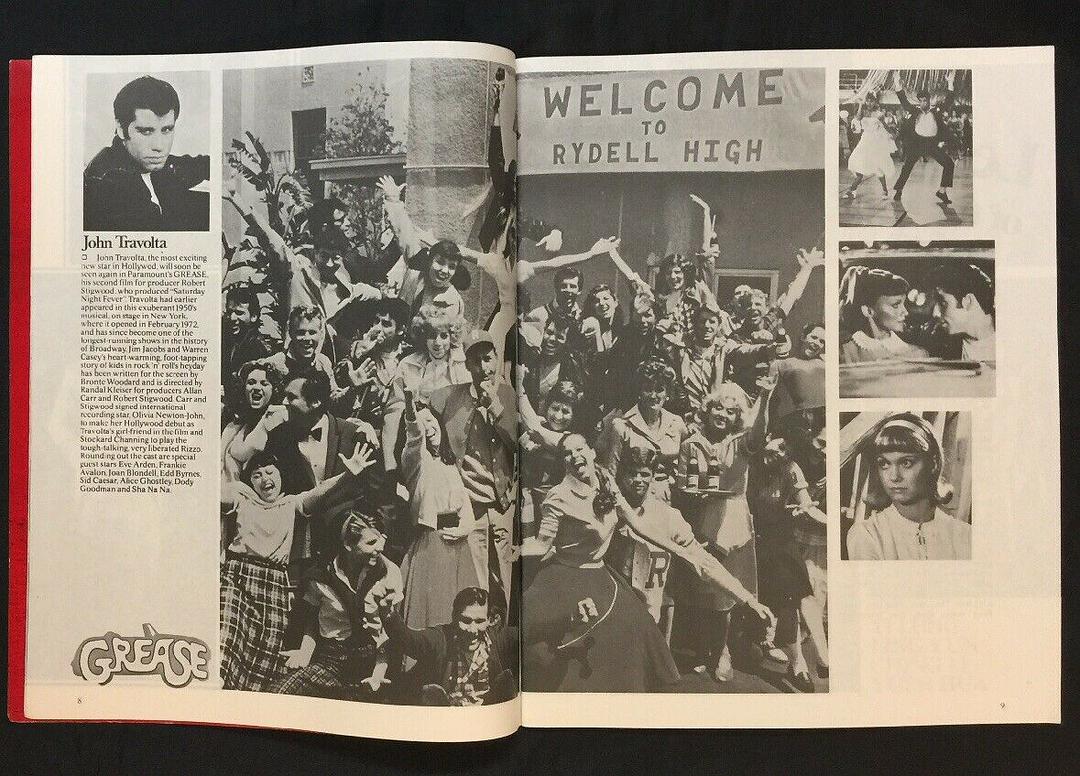 John Travolta
□ John Travolta, the most exciting
new star in Hollywood, will soon be
seen again in Paramount's GREASE,
his second film for producer Robert
Stigwood, who produced "Saturday
Night Fever". Travolta had earlier
appeared in this exuberant 1950's
musical, on stage in New York,
where it opened in February 1972,
and has since become one of the
longest-running shows in the history
of Broadway. Jim Jacobs and Warren
Casey's heart-warming, foot-tapping
story of kids in rock 'n' roll's heyday
has been written for the screen by
Bronte Woodard and is directed by
Randal Kleiser for producers Allan
Carr and Robert Stigwood. Carr and
Stigwood signed international
recording star, Olivia Newton-John,
to make her Hollywood debut as
Travolta's girl-friend in the film and
Stockard Channing to play the
tough-talking, very liberated Rizzo.
Rounding out the cast are special
guest stars Eve Arden, Frankie
Avalon, Joan Blondell, Edd Byrnes,
Sid Caesar, Alice Ghostley, Dody
Goodman and Sha Na Na.
GREASE
8
WELCOME
TO
RYDELL HIGH
R
9